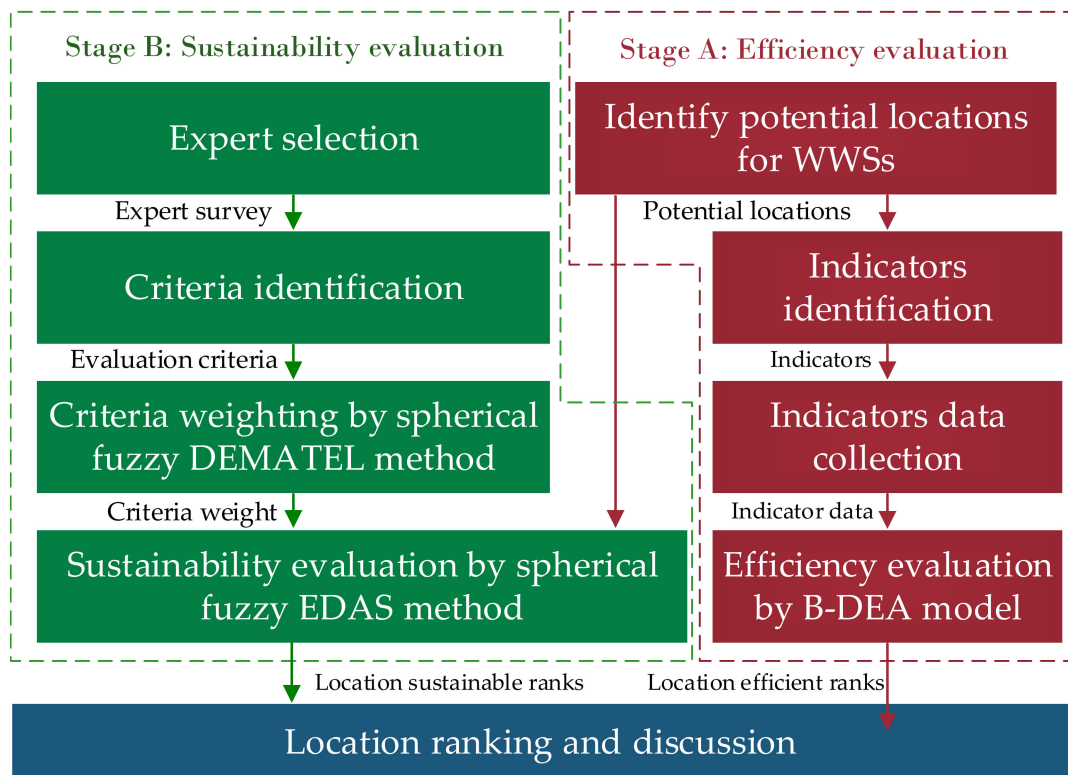 Stage B: Sustainability evaluation
Expert selection
Expert survey
Criteria identification
Evaluation criteria
Criteria weighting by spherical
fuzzy DEMATEL method
Criteria weight
Sustainability evaluation by spherical
fuzzy EDAS method
Location sustainable ranks
Stage A: Efficiency evaluation
Identify potential locations
for WWSs
Potential locations
Indicators
identification
Indicators
Indicators data
collection
Indicator data
Efficiency evaluation
by B-DEA model
Location efficient ranks
Location ranking and discussion